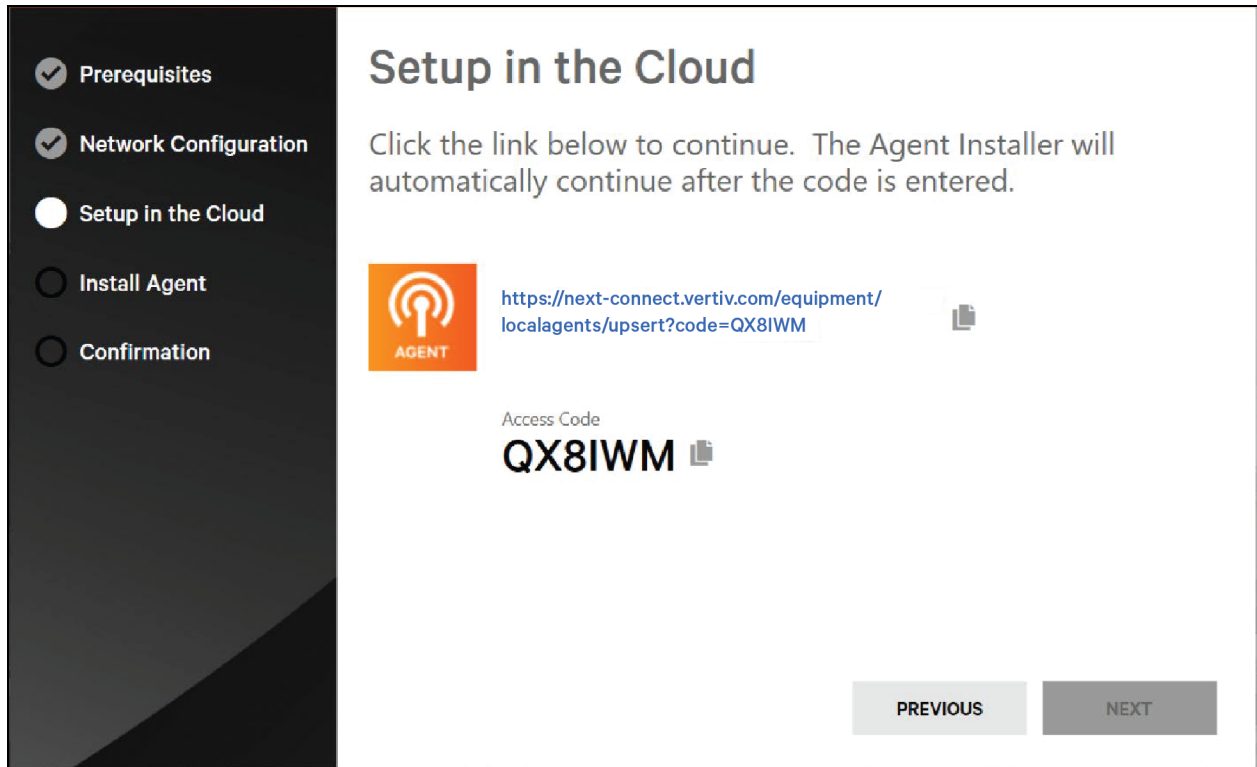 Prerequisites
Network Configuration
Setup in the Cloud
Install Agent
Confirmation
Setup in the Cloud
Click the link below to continue.  The Agent Installer will
automatically continue after the code is entered.
AGENT
https://next-connect.vertiv.com/equipment/
localagents/upsert?code=QX8IWM
Access Code
QX8IWM
PREVIOUS
NEXT